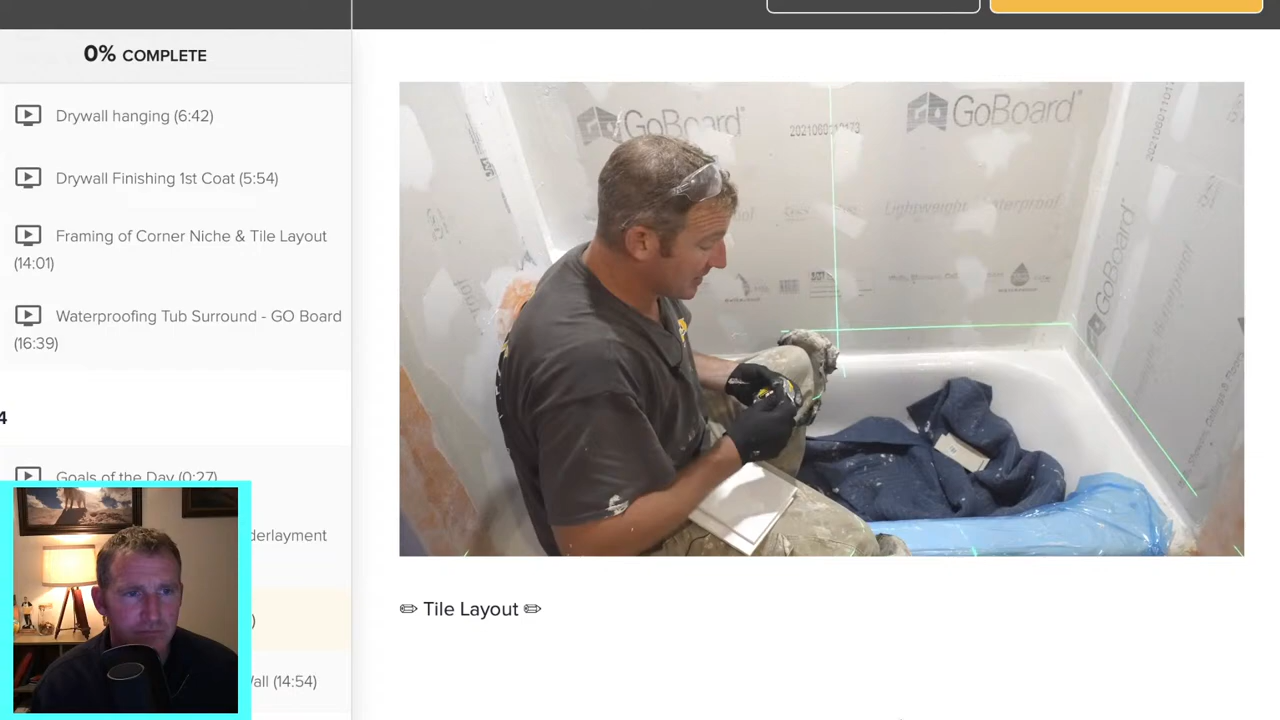 0% COMPLETE
Drywall hanging (6:42)
Drywall Finishing 1st Coat (5:54)
Framing of Corner Niche & Tile Layout
(14:01)
Waterproofing Tub Surround - GO Board
(16:39)
4
Goals of the Day (0:27)
derlayment
)
all (14:54)
GoBoard
GoBoard
Lightweight Waterproof
GoBoard
✏ Tile Layout ✏